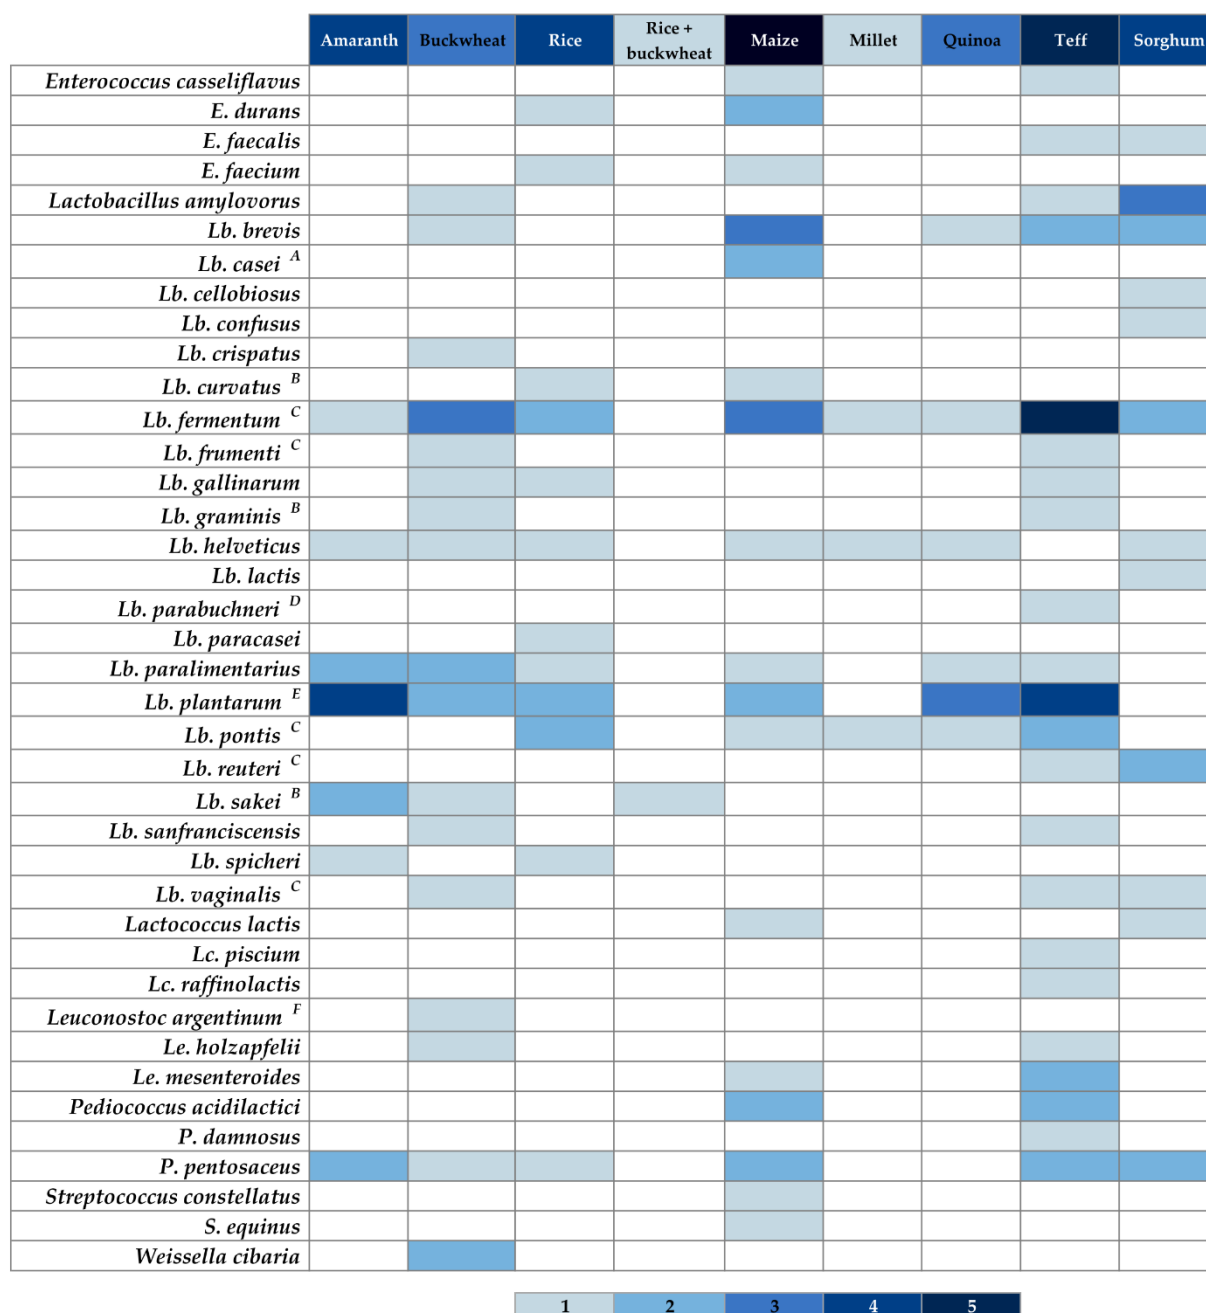 Amaranth Buckwheat Rice Rice + buckwheat Maize Millet Quinoa Teff Sorghum
Enterococcus casseliflavus
E. durans
E. faecalis
E. faecium
Lactobacillus amylovorus
Lb. brevis
Lb. casei A
Lb. cellobiosus
Lb. confusus
Lb. crispatus
Lb. curvatus B
Lb. fermentum C
Lb. frumenti C
Lb. gallinarum
Lb. graminis B
Lb. helveticus
Lb. lactis
Lb. parabuchneri D
Lb. paracasei
Lb. paralimentarius
Lb. plantarum E
Lb. pontis C
Lb. reuteri C
Lb. sakei B
Lb. sanfranciscensis
Lb. spicheri
Lb. vaginalis C
Lactococcus lactis
Lc. piscium
Lc. raffinolactis
Leuconostoc argentinum F
Le. holzapfelii
Le. mesenteroides
Pediococcus acidilactici
P. damnosus
P. pentosaceus
Streptococcus constellatus
S. equinus
Weissella cibaria
1 2 3 4 5